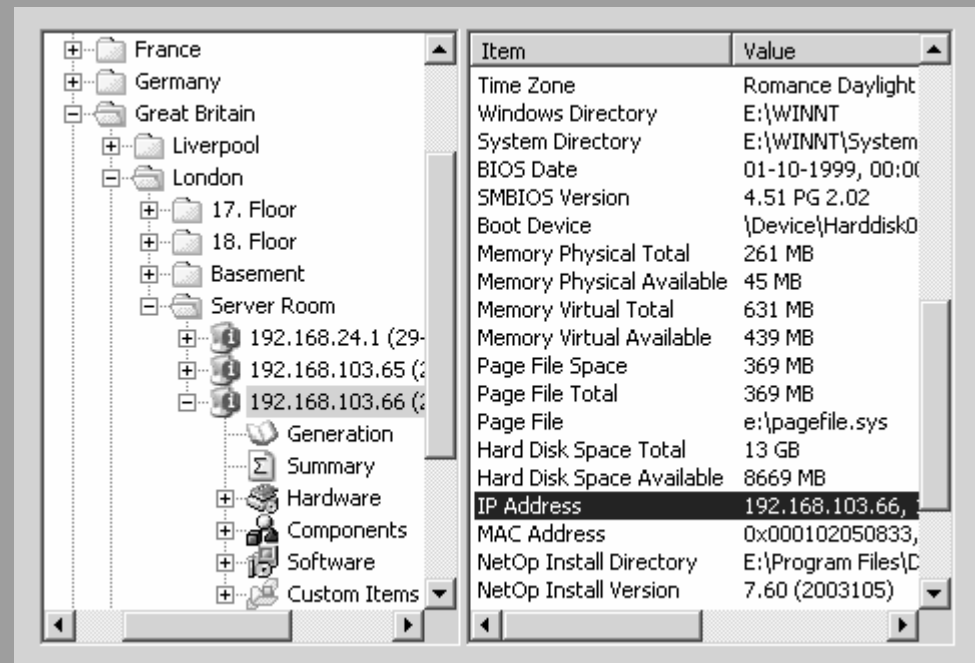 France
Germany
Great Britain
Liverpool
London
17. Floor
18. Floor
Basement
Server Room
192.168.24.1 (29-
192.168.103.65 (2
192.168.103.66 (2
Generation
Summary
Hardware
Components
Software
Custom Items
Item Value
Time Zone Romance Daylight
Windows Directory E:\WINNT
System Directory E:\WINNT\System
BIOS Date 01-10-1999, 00:00
SMBIOS Version 4.51 PG 2.02
Boot Device \Device\Harddisk0
Memory Physical Total 261 MB
Memory Physical Available 45 MB
Memory Virtual Total 631 MB
Memory Virtual Available 439 MB
Page File Space 369 MB
Page File Total 369 MB
Page File e:\pagefile.sys
Hard Disk Space Total 13 GB
Hard Disk Space Available 8669 MB
IP Address 192.168.103.66,
MAC Address 0x000102050833,
NetOp Install Directory E:\Program Files\D
NetOp Install Version 7.60 (2003105)